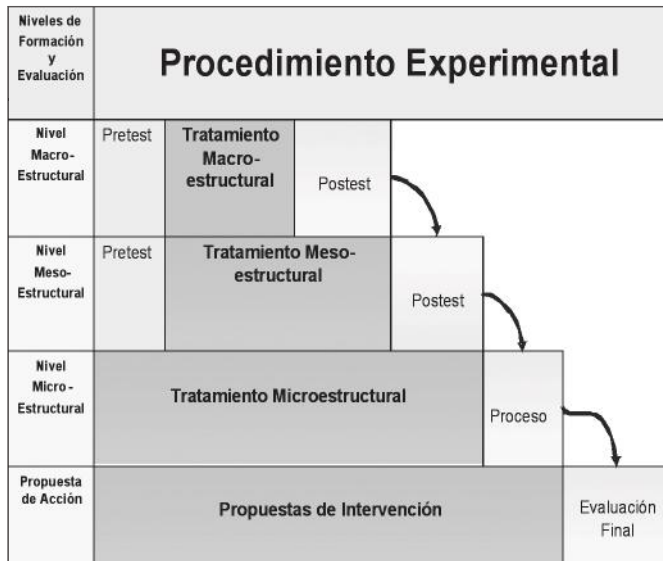 Niveles de
Formación
y
Evaluación
Procedimiento Experimental
Nivel
Macro-
Estructural
Pretest
Tratamiento
Macro-
estructural
Postest
Nivel
Meso-
Estructural
Pretest
Tratamiento Meso-
estructural
Postest
Nivel
Micro -
Estructural
Tratamiento Microestructural
Proceso
Propuesta
de Acción
Propuestas de Intervención
Evaluación
Final